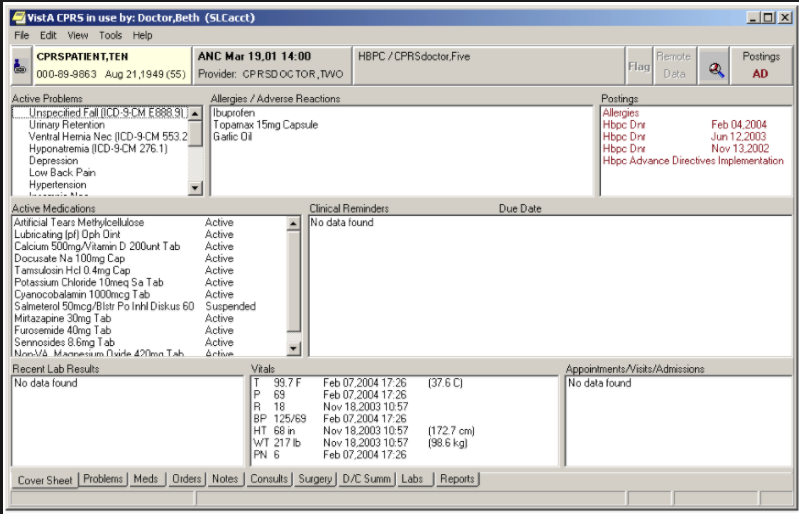 VistA CPRS in use by: Doctor,Beth (SLCacct)
File Edit View Tools Help
CPRSPATIENT,TEN
000-89-9863 Aug 21,1949 (55)
ANC Mar 19,01 14:00
Provider: CPRSDOCTOR,TWO
HBPC / CPRSdoctor,Five
Flag
Remote
Data
Postings
AD
Active Problems
Unspecified Fall (ICD-9-CM E888.9)
Urinary Retention
Ventral Hernia Nec (ICD-9-CM 553.2
Hyponatremia (ICD-9-CM 276.1)
Depression
Low Back Pain
Hypertension
Allergies / Adverse Reactions
Ibuprofen
Topamax 15mg Capsule
Garlic Oil
Postings
Allergies
Hbpc Dnr Feb 04,2004
Hbpc Dnr Jun 12,2003
Hbpc Dnr Nov 13,2002
Hbpc Advance Directives Implementation
Active Medications
Artificial Tears Methylcellulose Active
Lubricating (pf) Oph Oint Active
Calcium 500mg/Vitamin D 200unt Tab Active
Docusate Na 100mg Cap Active
Tamsulosin Hcl 0.4mg Cap Active
Potassium Chloride 10meq Sa Tab Active
Cyanocobalamin 1000mcg Tab Active
Salmeterol 50mcg/Blstr Po Inhl Diskus 60 Suspended
Mirtazapine 30mg Tab Active
Furosemide 40mg Tab Active
Sennosides 8.6mg Tab Active
Non-VA Magnesium Oxide 420mg Tab Active
Clinical Reminders Due Date
No data found
Recent Lab Results
No data found
Vitals
T 99.7 F Feb 07,2004 17:26 (37.6 C)
P 69 Feb 07,2004 17:26
R 18 Nov 18,2003 10:57
BP 125/69 Feb 07,2004 17:26
HT 68 in Nov 18,2003 10:57 (172.7 cm)
WT 217 lb Nov 18,2003 10:57 (98.6 kg)
PN 6 Feb 07,2004 17:26
Appointments/Visits/Admissions
No data found
Cover Sheet Problems Meds Orders Notes Consults Surgery D/C Summ Labs Reports